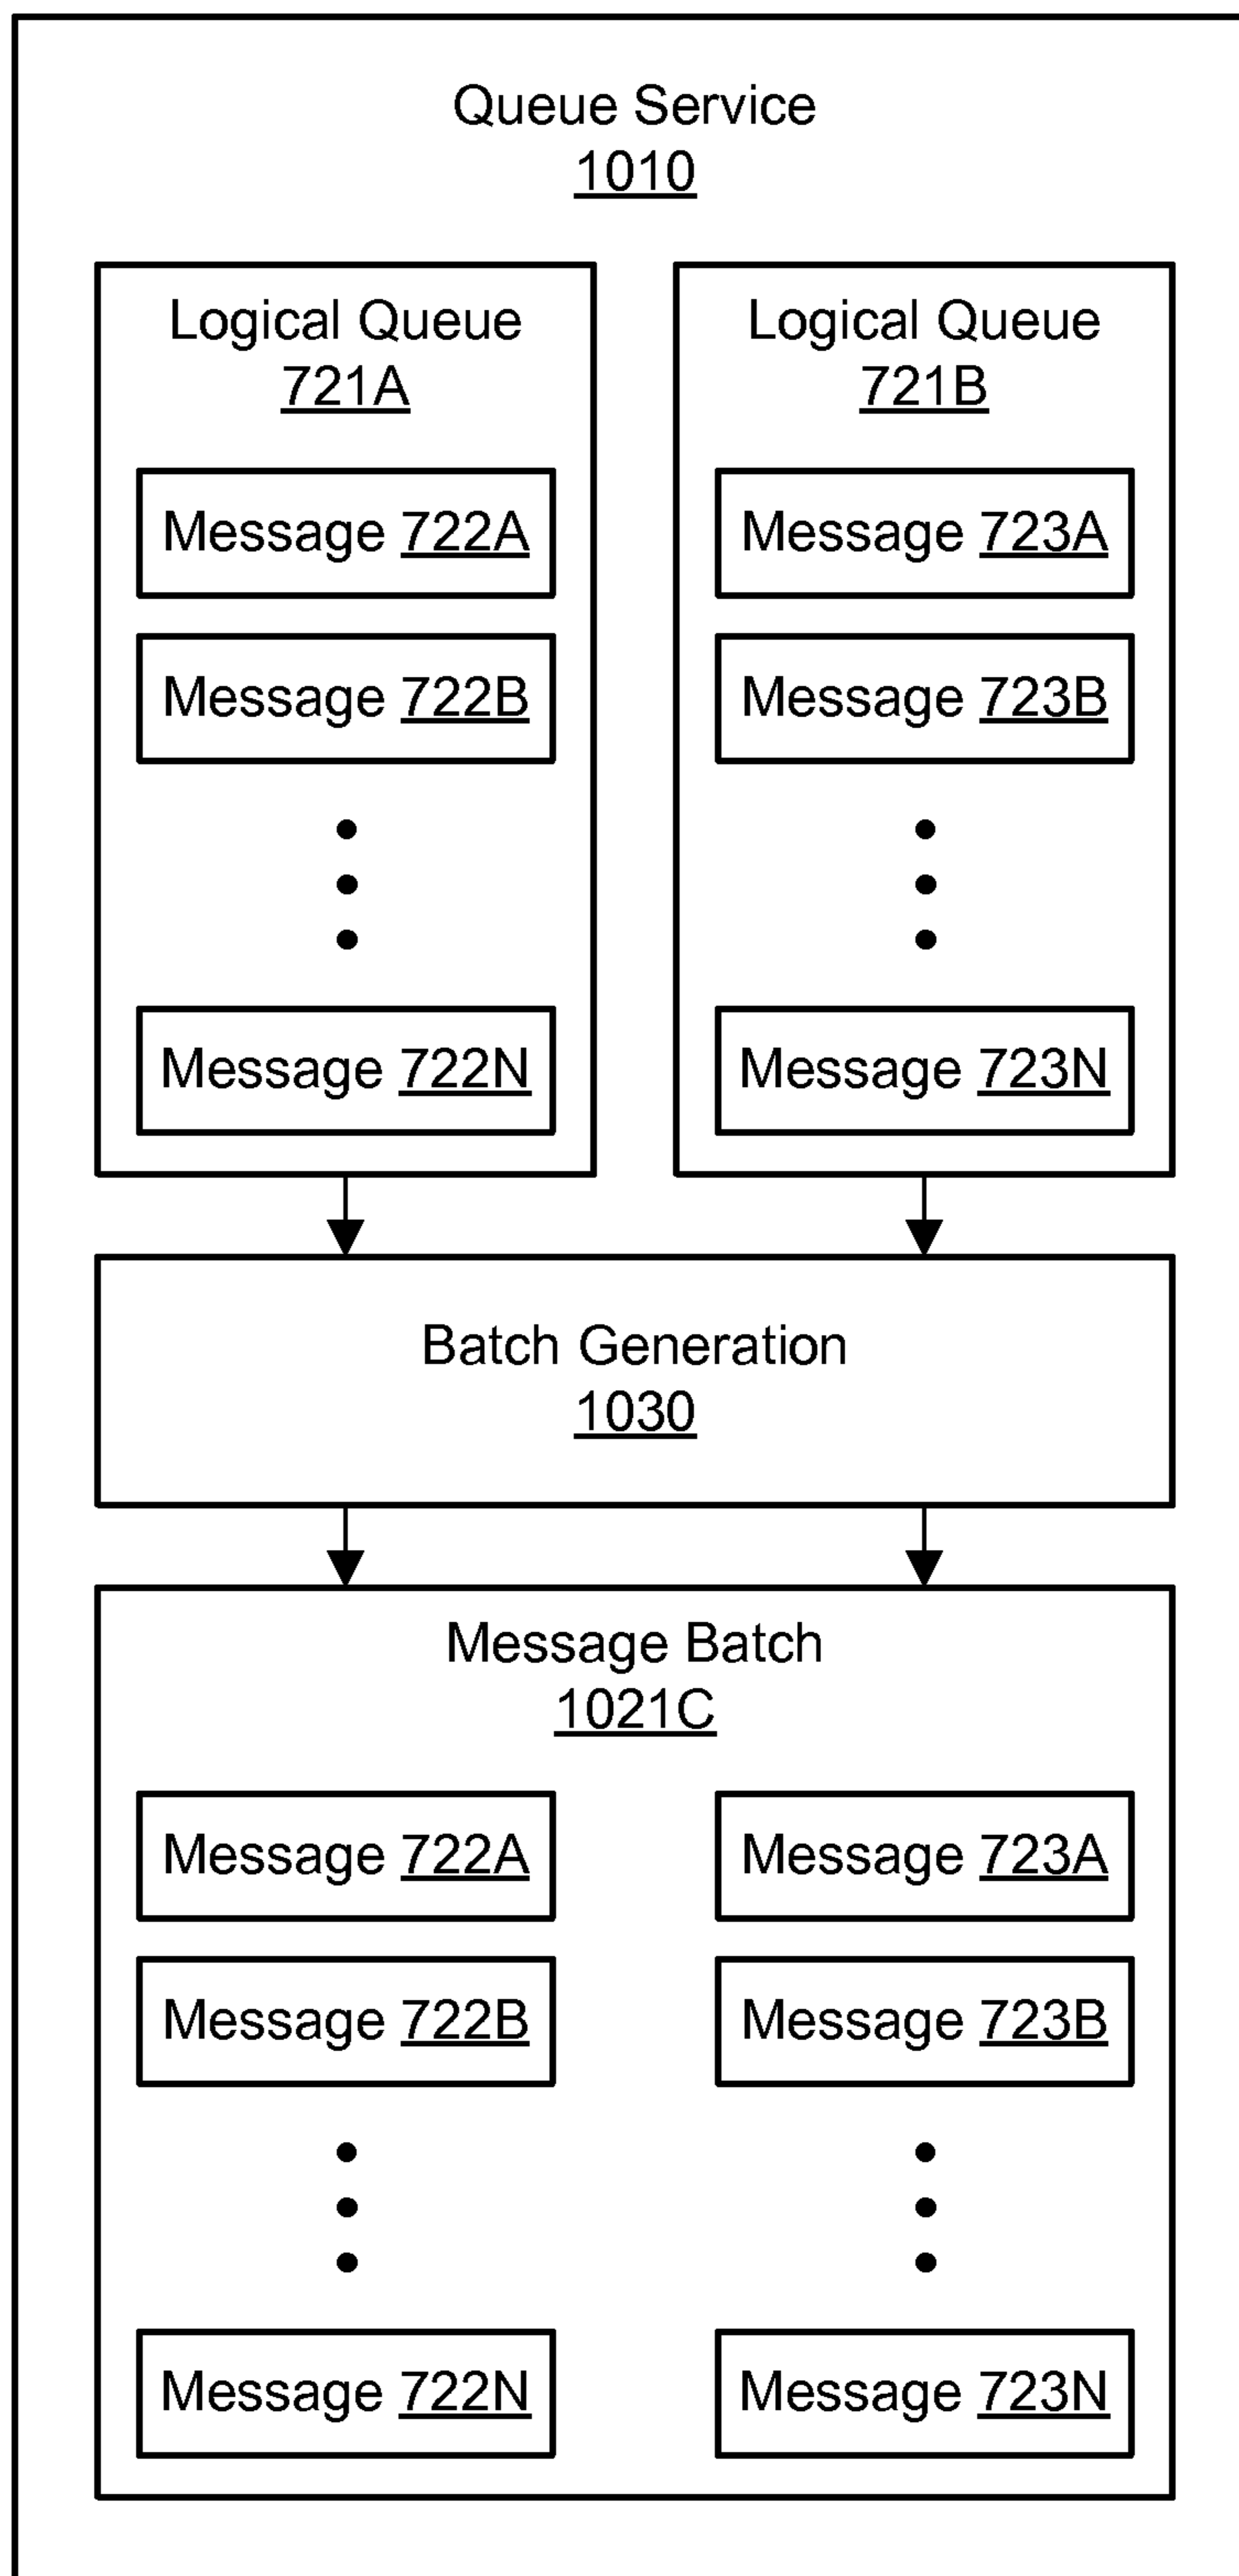 Queue Service
1010
Logical Queue
721A
Message 722A
Message 722B
Message 722N
Logical Queue
721B
Message 723A
Message 723B
Message 723N
Batch Generation
1030
Message Batch
1021C
Message 722A
Message 722B
Message 722N
Message 723A
Message 723B
Message 723N